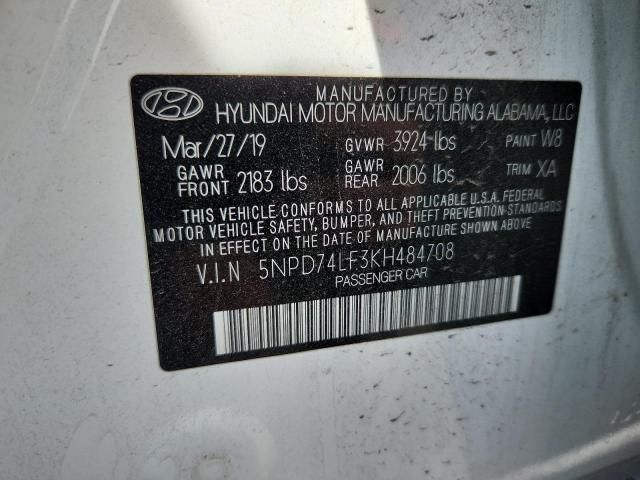 MANUFACTURED BY
HYUNDAI MOTOR MANUFACTURING ALABAMA, LLC
Mar/27/19 GVWR 3924 lbs PAINT W8
GAWR FRONT 2183 lbs GAWR REAR 2006 lbs TRIM XA
THIS VEHICLE CONFORMS TO ALL APPLICABLE U.S.A. FEDERAL
MOTOR VEHICLE SAFETY, BUMPER, AND THEFT PREVENTION STANDARDS
IN EFFECT ON THE DATE OF MANUFACTURE SHOWN ABOVE.
V.I.N 5NPD74LF3KH484708
PASSENGER CAR